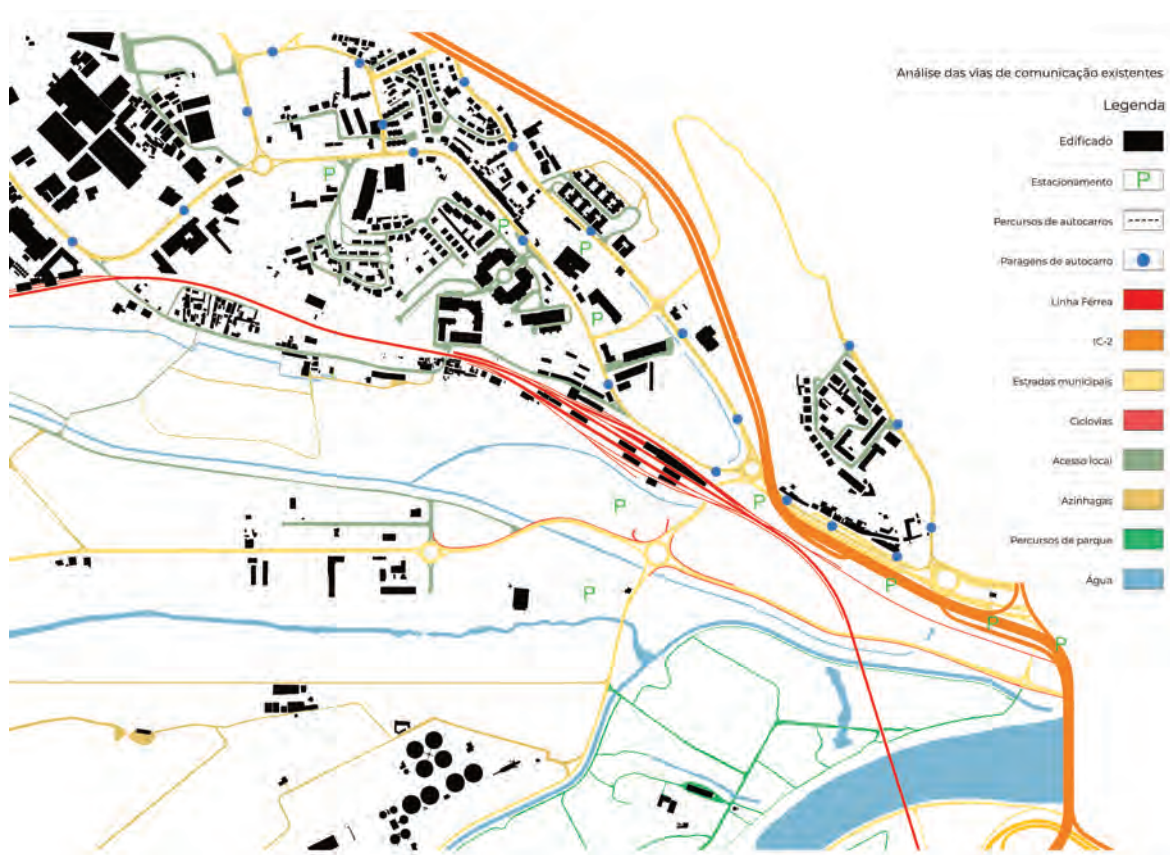 Análise das vias de comunicação existentes
Legenda
Edificado
Estacionamento
P
Percursos de autocarros
Paragens de autocarro
Linha Férrea
IC-2
Estradas municipais
Ciclovias
Acesso local
Azinhagas
Percursos de parque
Água
P
P
P
P
P
P
P
P
P
P